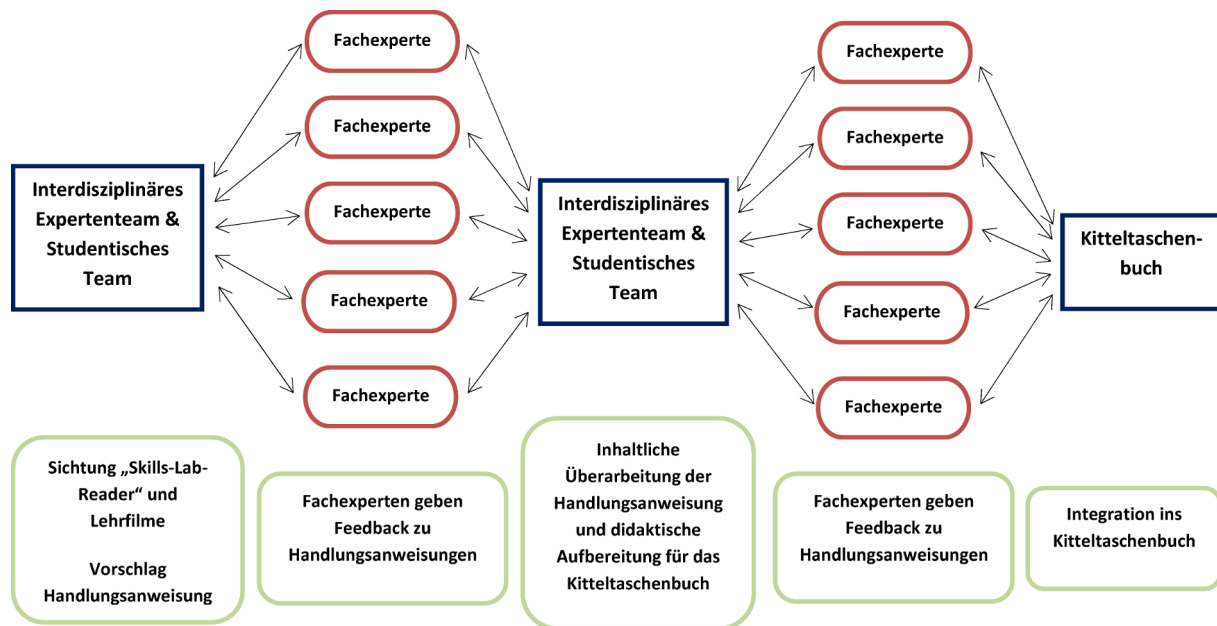 Fachexperte
Fachexperte
Fachexperte
Fachexperte
Fachexperte
Interdisziplinäres
Expertenteam &
Studentisches
Team
Interdisziplinäres
Expertenteam &
Studentisches
Team
Fachexperte
Fachexperte
Fachexperte
Fachexperte
Fachexperte
Kitteltaschen-
buch
Sichtung „Skills-Lab-
Reader“ und
Lehrfilme
Vorschlag
Handlungsanweisung
Fachexperten geben
Feedback zu
Handlungsanweisungen
Inhaltliche
Überarbeitung der
Handlungsanweisung
und didaktische
Aufbereitung für das
Kitteltaschenbuch
Fachexperten geben
Feedback zu
Handlungsanweisungen
Integration ins
Kitteltaschenbuch